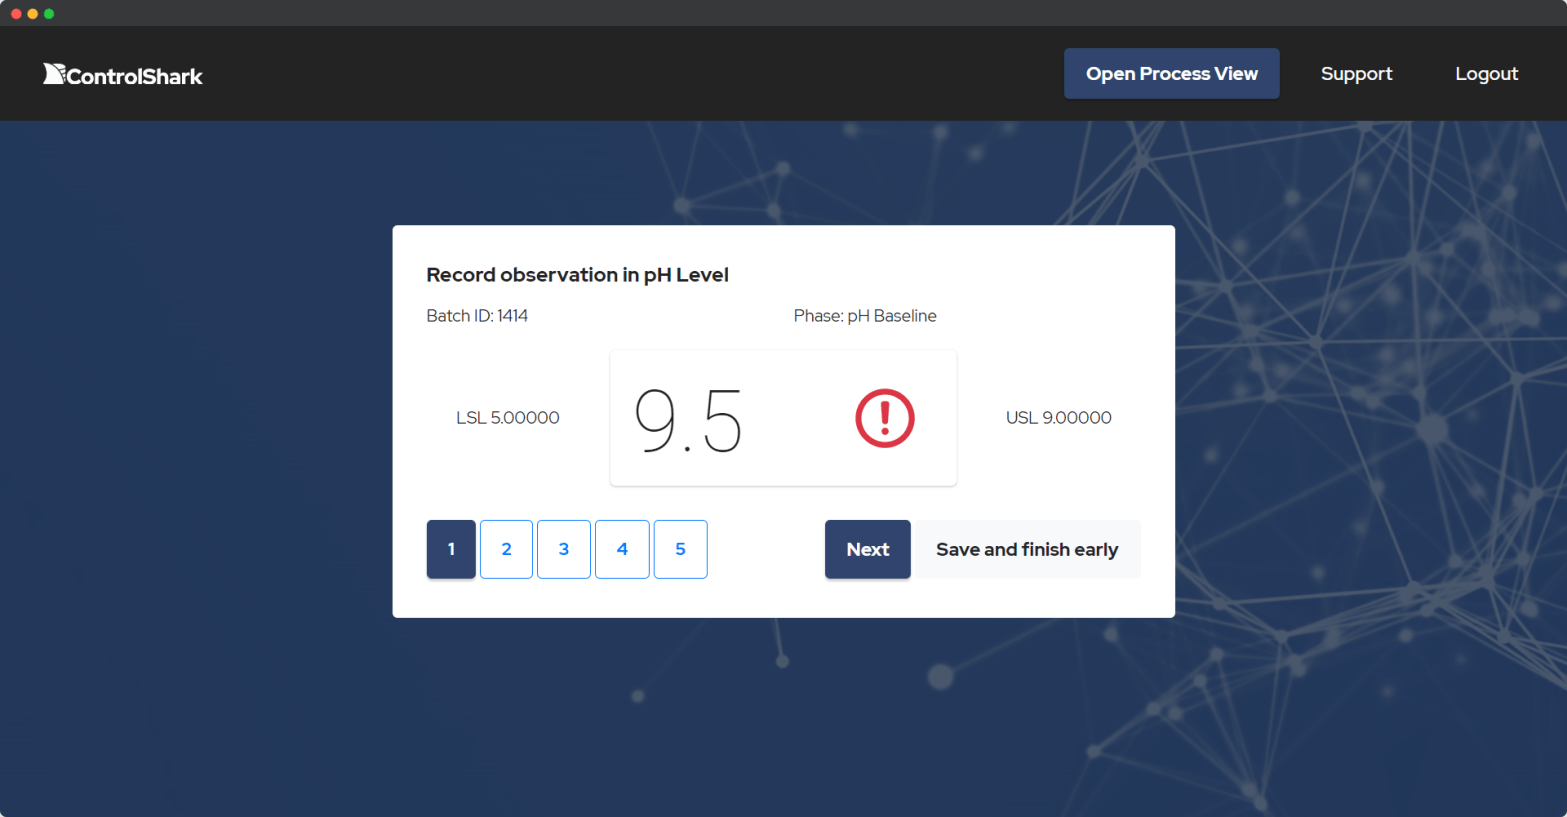 ControlShark
Open Process View
Support
Logout
Record observation in pH Level
Batch ID: 1414
Phase: pH Baseline
LSL 5.00000
9.5
USL 9.00000
1
2
3
4
5
Next
Save and finish early